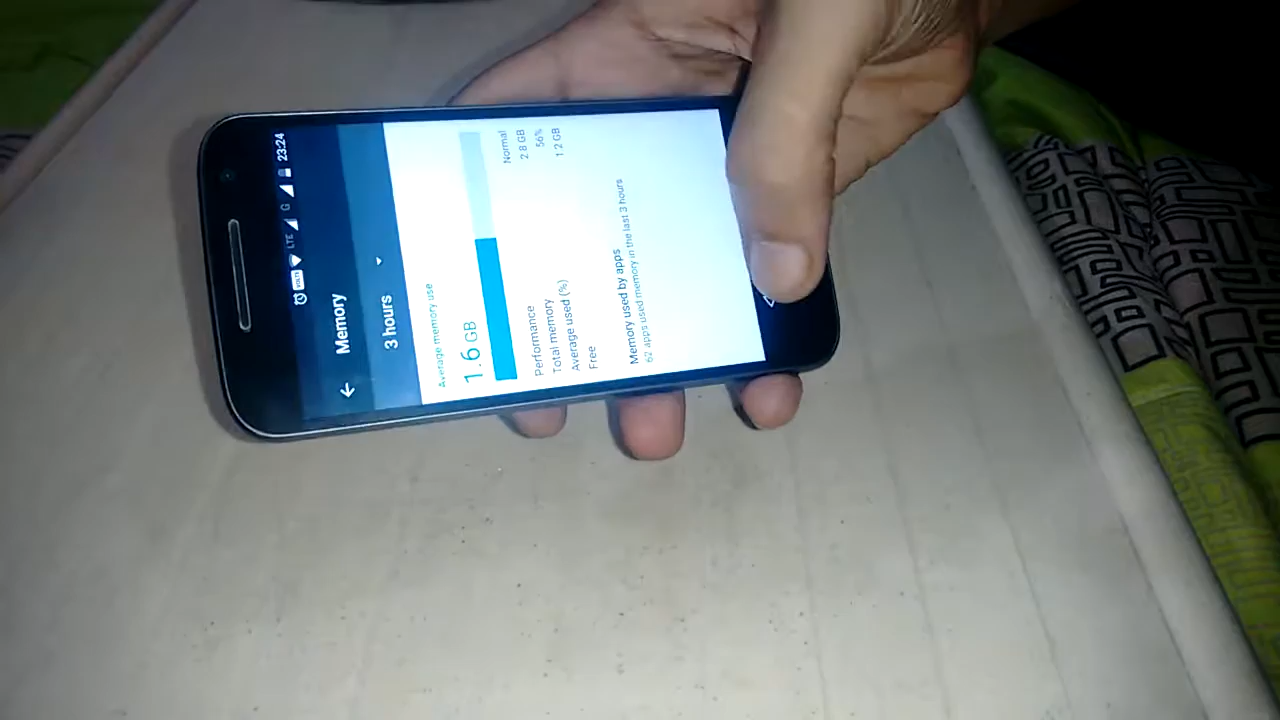 VOLTE LTE G 23:24
Memory
3 hours
Average memory use
1.6 GB
Performance Normal
Total memory 2.8 GB
Average used (%) 56%
Free 1.2 GB
Memory used by apps
62 apps used memory in the last 3 hours